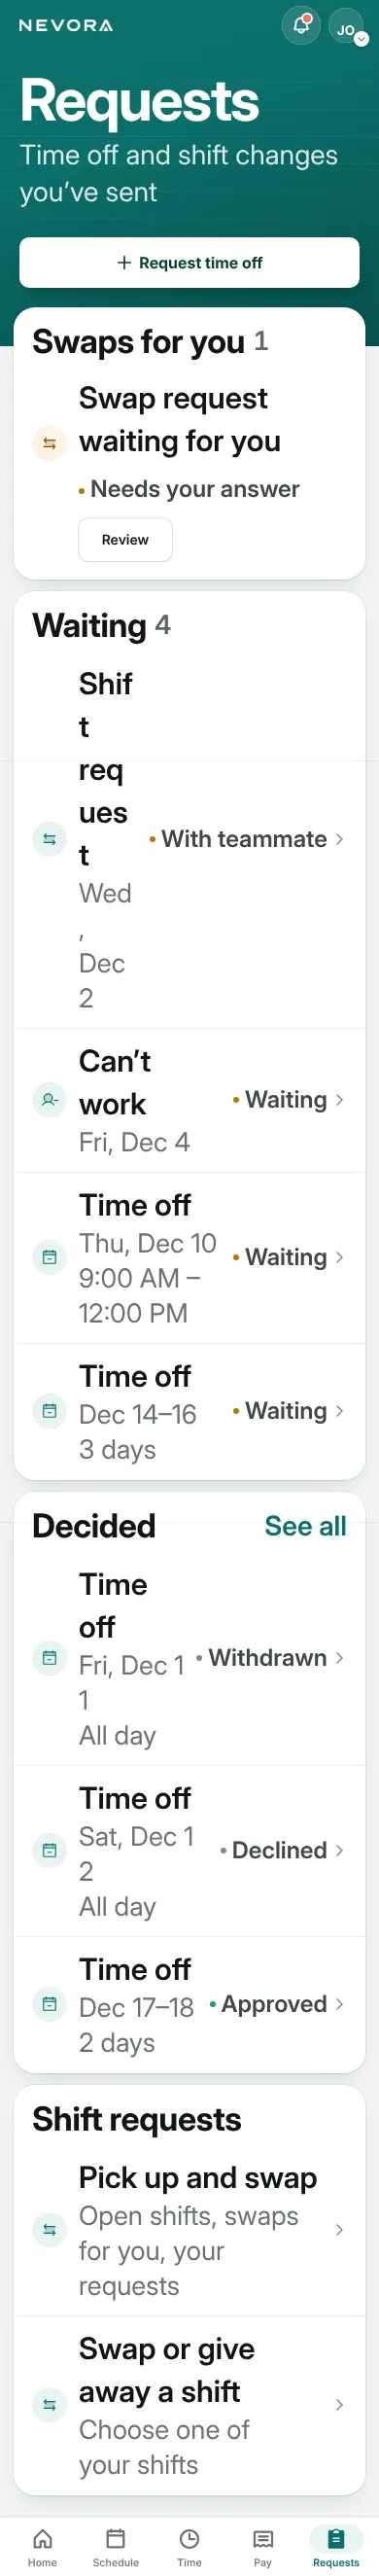 NEVORA
JO
Requests
Time off and shift changes
you’ve sent
Request time off
Swaps for you 1
Swap request
waiting for you
Needs your answer
Review
Waiting 4
Shif
t
req
ues
t
With teammate
Wed
,
Dec
2
Can’t
work
Waiting
Fri, Dec 4
Time off
Thu, Dec 10
Waiting
9:00 AM –
12:00 PM
Time off
Dec 14–16
Waiting
3 days
Decided
See all
Time
off
Fri, Dec 1
Withdrawn
1
All day
Time off
Sat, Dec 1
Declined
2
All day
Time off
Dec 17–18
Approved
2 days
Shift requests
Pick up and swap
Open shifts, swaps
for you, your
requests
Swap or give
away a shift
Choose one of
your shifts
Home
Schedule
Time
Pay
Requests